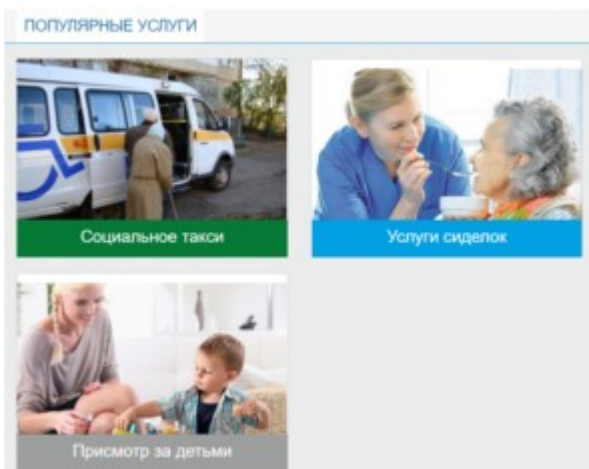 ПОПУЛЯРНЫЕ УСЛУГИ
Социальное такси
Услуги сиделок
Присмотр за детьми